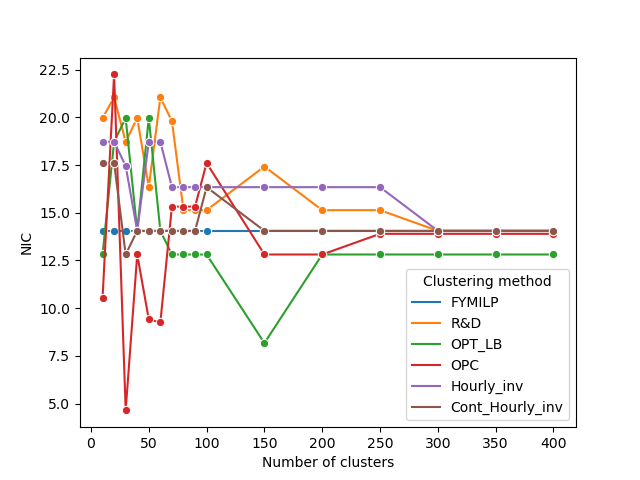 22.5
20.0
17.5
15.0
12.5
10.0
7.5
5.0
NIC
0 50 100 150 200 250 300 350 400
Number of clusters
Clustering method
FYMILP
R&D
OPT_LB
OPC
Hourly_inv
Cont_Hourly_inv